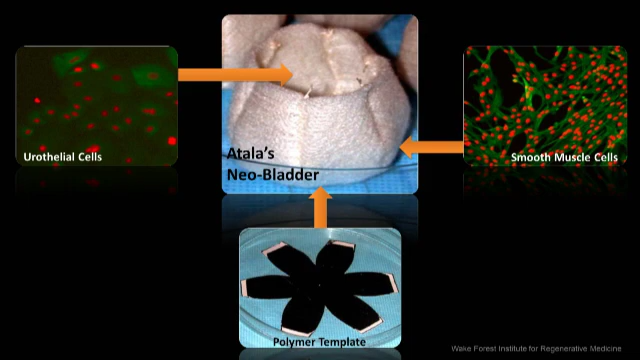 Urothelial Cells
Atala's
Neo-Bladder
Smooth Muscle Cells
Polymer Template
Wake Forest Institute for Regenerative Medicine